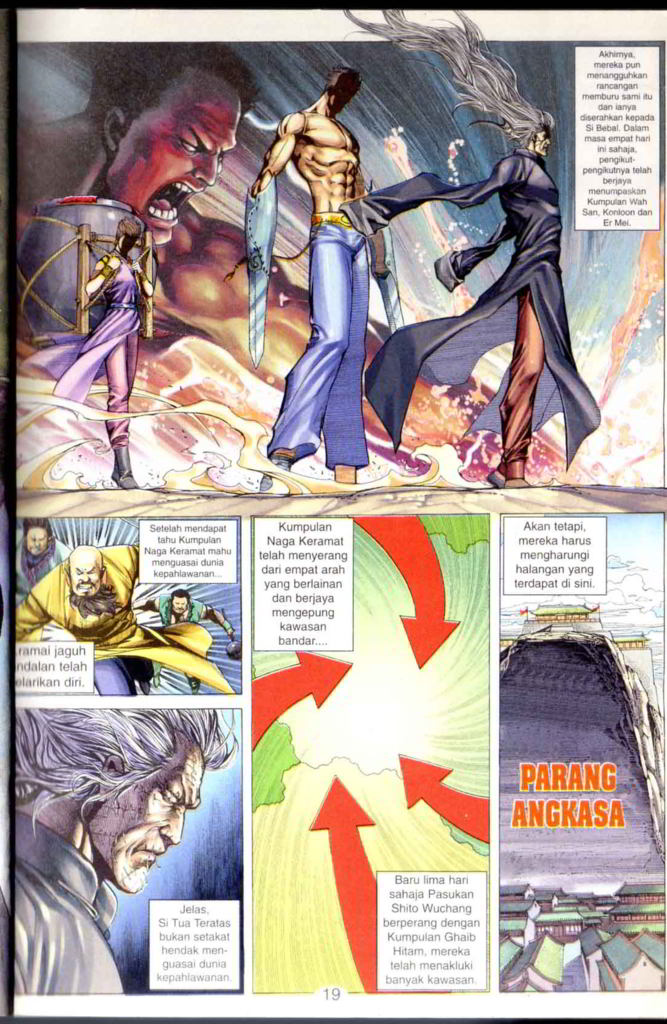 Akhirnya,
mereka pun
menangguhkan
rancangan
memburu sami itu
dan ianya
diserahkan kepada
Si Bebal. Dalam
masa empat hari
ini sahaja,
pengikut-
pengikutnya telah
berjaya
menumpaskan
Kumpulan Wah
San, Konloon dan
Er Mei.
Setelah mendapat
tahu Kumpulan
Naga Keramat mahu
menguasai dunia
kepahlawanan...
ramai jaguh
ndalan telah
elarikan diri.
Jelas,
Si Tua Teratas
bukan setakat
hendak men-
guasai dunia
kepahlawanan.
Kumpulan
Naga Keramat
telah menyerang
dari empat arah
yang berlainan
dan berjaya
mengepung
kawasan
bandar....
Baru lima hari
sahaja Pasukan
Shito Wuchang
berperang dengan
Kumpulan Ghaib
Hitam, mereka
telah menakluki
banyak kawasan.
Akan tetapi,
mereka harus
mengharungi
halangan yang
terdapat di sini.
PARANG
ANGKASA
19